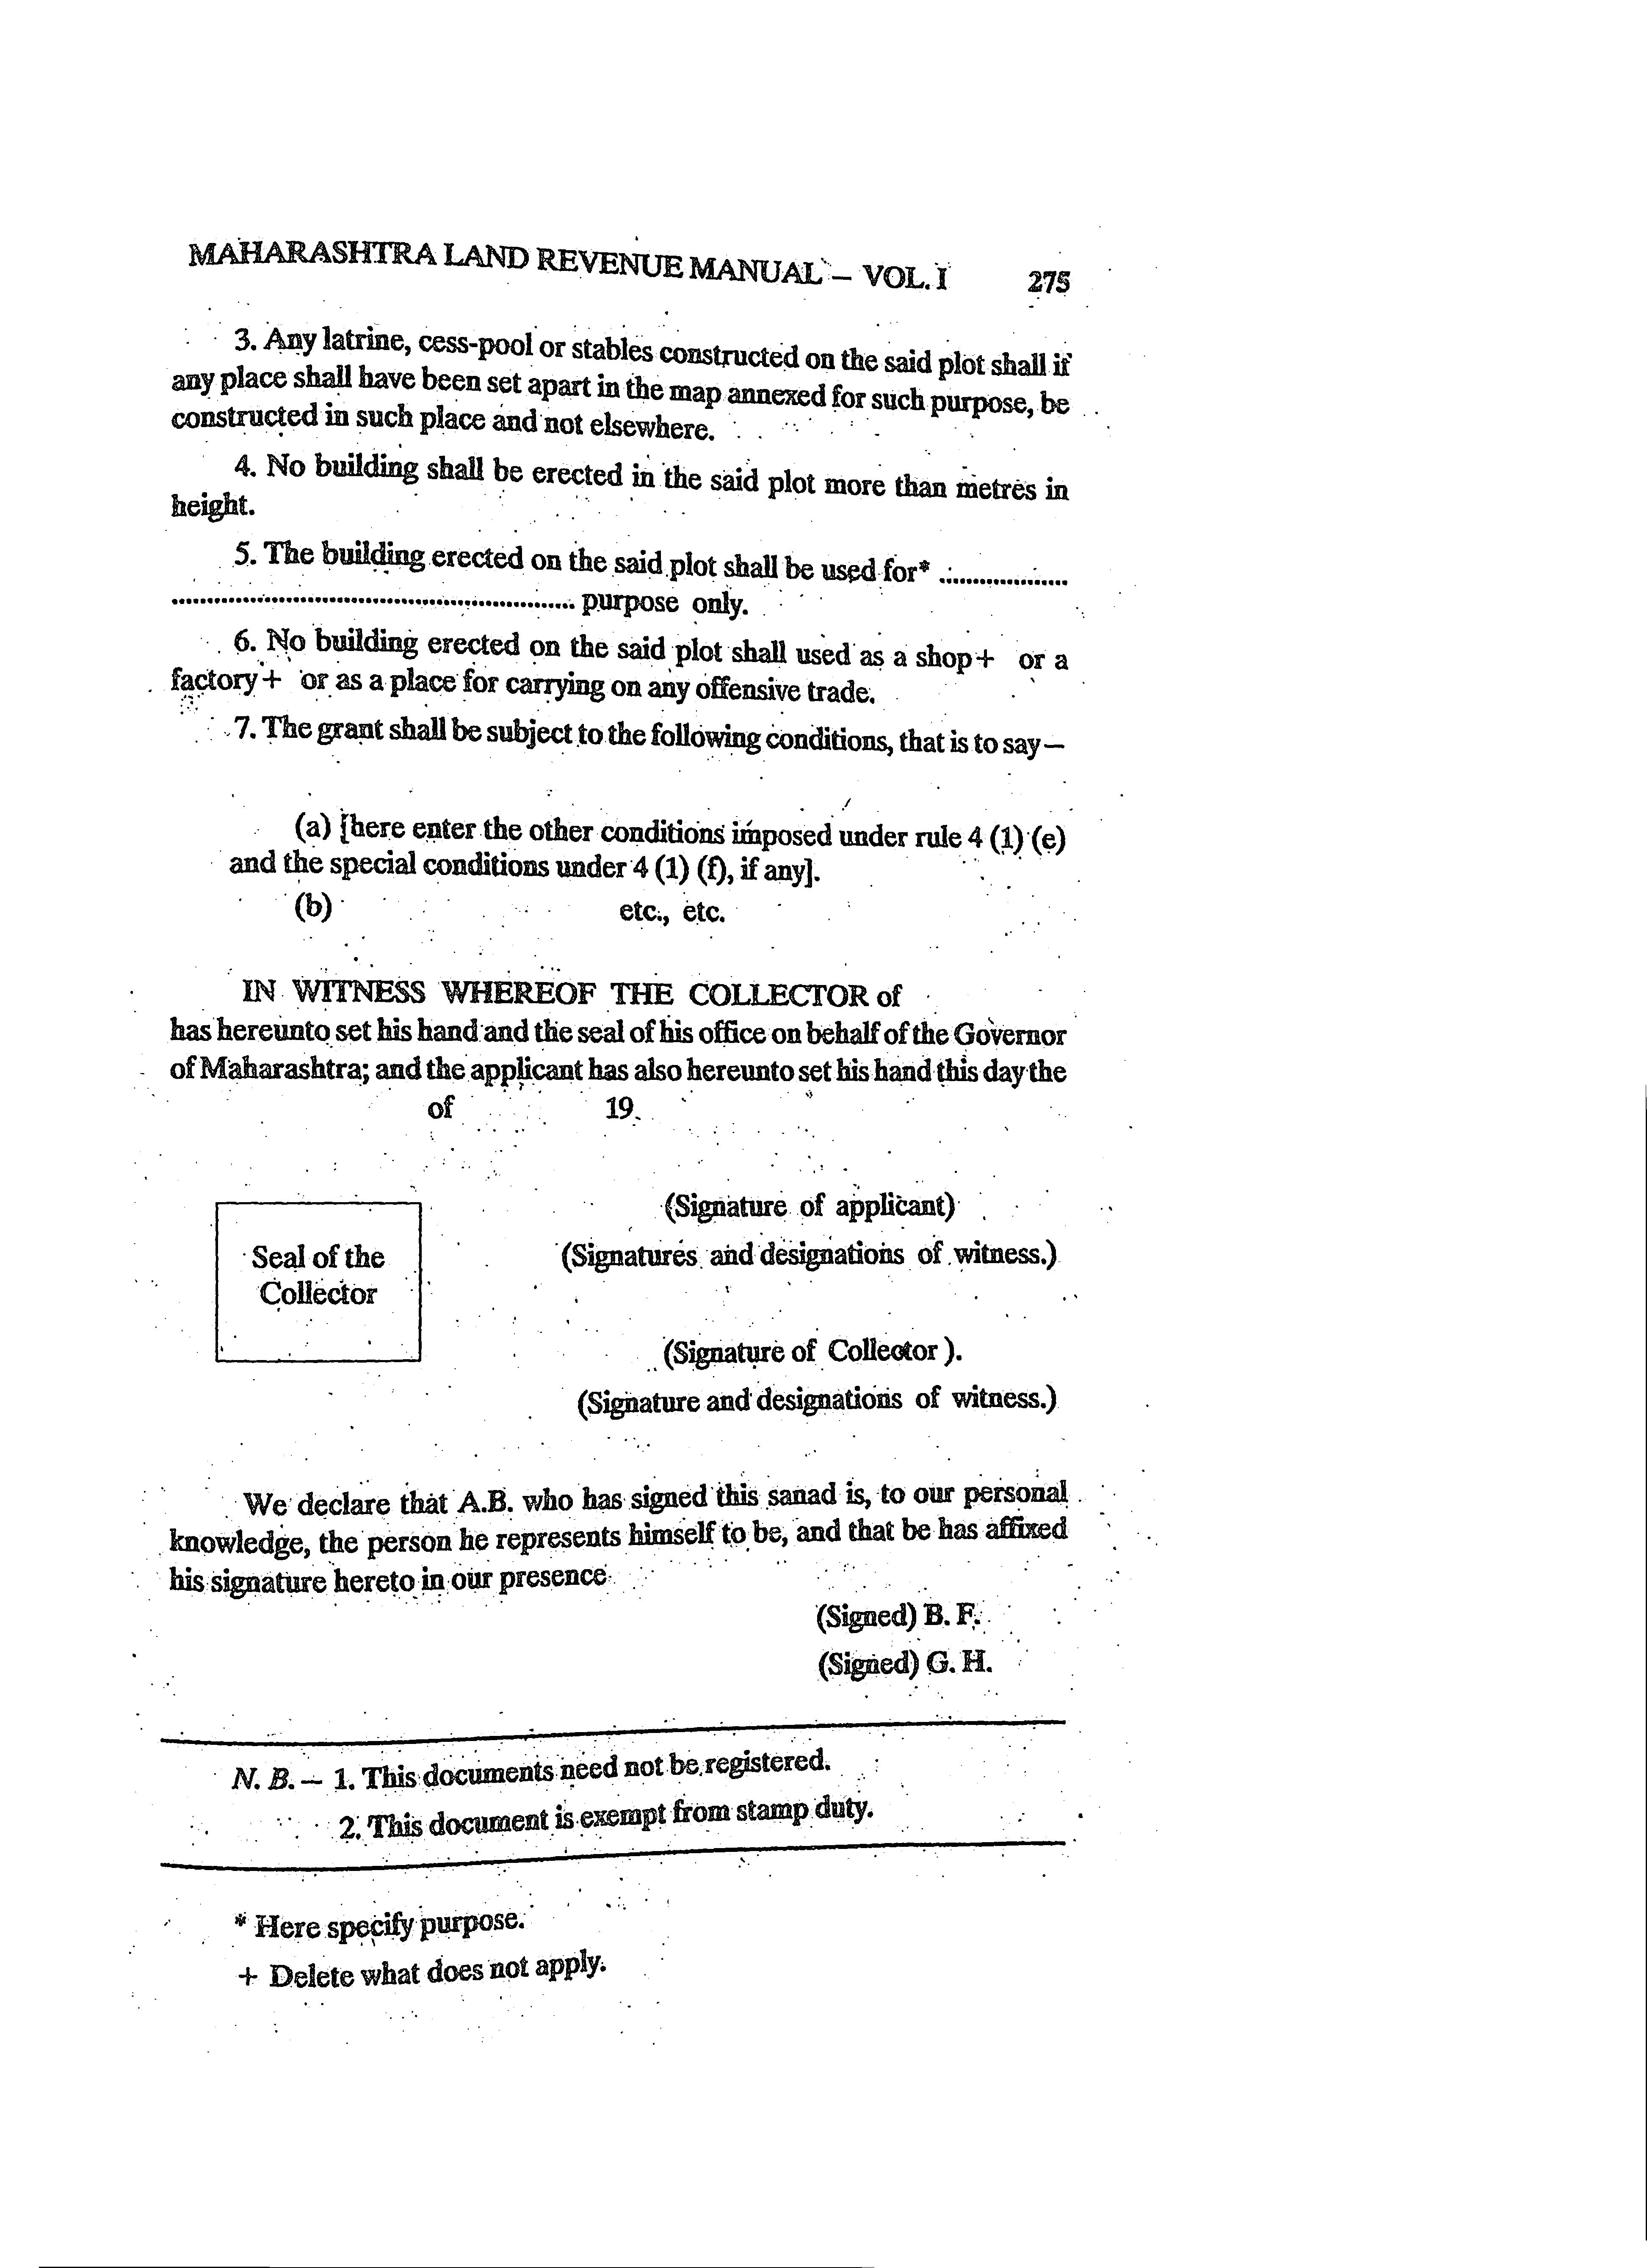 MAHARASHTRA LAND REVENUE MANUAL – VOL. I 275
3. Any latrine, cess-pool or stables constructed on the said plot shall if
any place shall have been set apart in the map annexed for such purpose, be
constructed in such place and not elsewhere.
4. No building shall be erected in the said plot more than metres in
height.
5. The building erected on the said plot shall be used for* ...................
.......................................................... purpose only.
6. No building erected on the said plot shall used as a shop+ or a
factory+ or as a place for carrying on any offensive trade.
7. The grant shall be subject to the following conditions, that is to say—
(a) [here enter the other conditions imposed under rule 4 (1) (e)
and the special conditions under 4 (1) (f), if any].
(b) etc., etc.
IN WITNESS WHEREOF THE COLLECTOR of
has hereunto set his hand and the seal of his office on behalf of the Governor
of Maharashtra; and the applicant has also hereunto set his hand this day the
of 19
(Signature of applicant)
Seal of the
Collector
(Signatures and designations of witness.)
(Signature of Collector ).
(Signature and designations of witness.)
We declare that A.B. who has signed this sanad is, to our personal
knowledge, the person he represents himself to be, and that be has affixed
his signature hereto in our presence
(Signed) B. F.
(Signed) G. H.
N. B. – 1. This documents need not be registered.
2. This document is exempt from stamp duty.
* Here specify purpose.
+ Delete what does not apply.